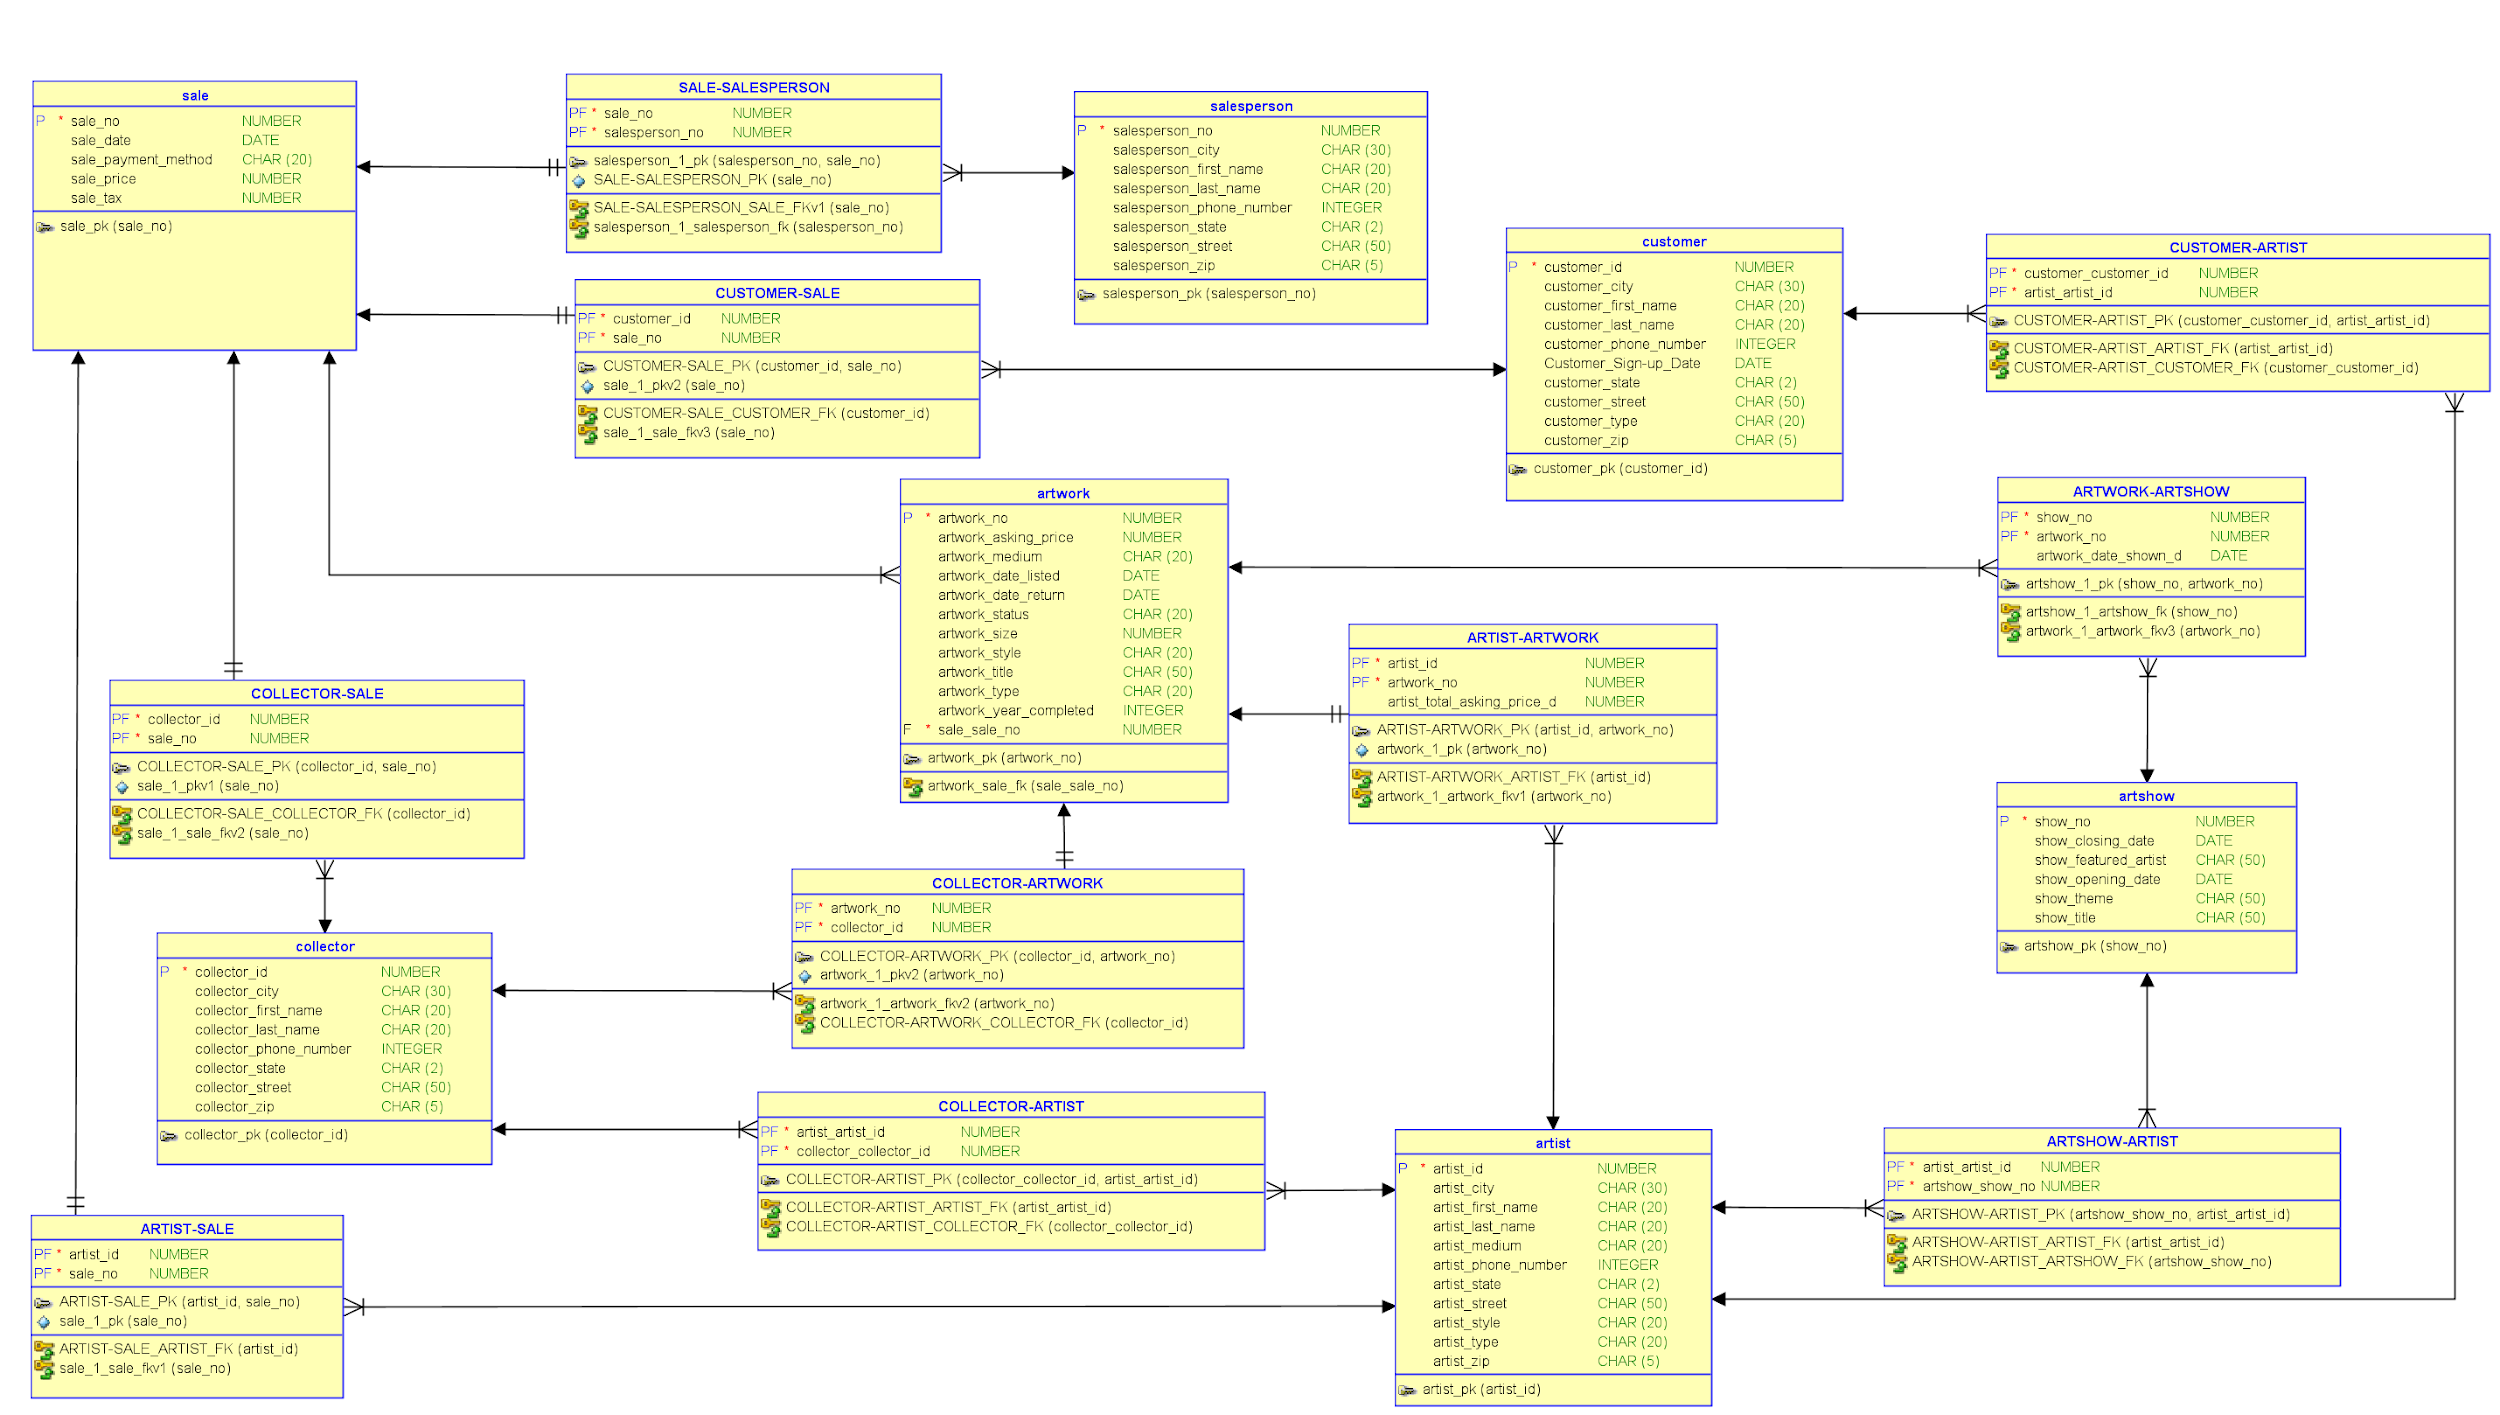 sale
P * sale_no NUMBER
sale_date DATE
sale_payment_method CHAR (20)
sale_price NUMBER
sale_tax NUMBER
sale_pk (sale_no)
SALE-SALESPERSON
PF * sale_no NUMBER
PF * salesperson_no NUMBER
salesperson_1_pk (salesperson_no, sale_no)
SALE-SALESPERSON_PK (sale_no)
SALE-SALESPERSON_SALE_FKv1 (sale_no)
salesperson_1_salesperson_fk (salesperson_no)
salesperson
P * salesperson_no NUMBER
salesperson_city CHAR (30)
salesperson_first_name CHAR (20)
salesperson_last_name CHAR (20)
salesperson_phone_number INTEGER
salesperson_state CHAR (2)
salesperson_street CHAR (50)
salesperson_zip CHAR (5)
salesperson_pk (salesperson_no)
CUSTOMER-SALE
PF * customer_id NUMBER
PF * sale_no NUMBER
CUSTOMER-SALE_PK (customer_id, sale_no)
sale_1_pkv2 (sale_no)
CUSTOMER-SALE_CUSTOMER_FK (customer_id)
sale_1_sale_fkv3 (sale_no)
customer
P * customer_id NUMBER
customer_city CHAR (30)
customer_first_name CHAR (20)
customer_last_name CHAR (20)
customer_phone_number INTEGER
Customer_Sign-up_Date DATE
customer_state CHAR (2)
customer_street CHAR (50)
customer_type CHAR (20)
customer_zip CHAR (5)
customer_pk (customer_id)
CUSTOMER-ARTIST
PF * customer_customer_id NUMBER
PF * artist_artist_id NUMBER
CUSTOMER-ARTIST_PK (customer_customer_id, artist_artist_id)
CUSTOMER-ARTIST_ARTIST_FK (artist_artist_id)
CUSTOMER-ARTIST_CUSTOMER_FK (customer_customer_id)
artwork
P * artwork_no NUMBER
artwork_asking_price NUMBER
artwork_medium CHAR (20)
artwork_date_listed DATE
artwork_date_return DATE
artwork_status CHAR (20)
artwork_size NUMBER
artwork_style CHAR (20)
artwork_title CHAR (50)
artwork_type CHAR (20)
artwork_year_completed INTEGER
F * sale_sale_no NUMBER
artwork_pk (artwork_no)
artwork_sale_fk (sale_sale_no)
ARTWORK-ARTSHOW
PF * show_no NUMBER
PF * artwork_no NUMBER
artwork_date_shown_d DATE
artshow_1_pk (show_no, artwork_no)
artshow_1_artshow_fk (show_no)
artwork_1_artwork_fkv3 (artwork_no)
ARTIST-ARTWORK
PF * artist_id NUMBER
PF * artwork_no NUMBER
artist_total_asking_price_d NUMBER
ARTIST-ARTWORK_PK (artist_id, artwork_no)
artwork_1_pk (artwork_no)
ARTIST-ARTWORK_ARTIST_FK (artist_id)
artwork_1_artwork_fkv1 (artwork_no)
COLLECTOR-SALE
PF * collector_id NUMBER
PF * sale_no NUMBER
COLLECTOR-SALE_PK (collector_id, sale_no)
sale_1_pkv1 (sale_no)
COLLECTOR-SALE_COLLECTOR_FK (collector_id)
sale_1_sale_fkv2 (sale_no)
artshow
P * show_no NUMBER
show_closing_date DATE
show_featured_artist CHAR (50)
show_opening_date DATE
show_theme CHAR (50)
show_title CHAR (50)
artshow_pk (show_no)
COLLECTOR-ARTWORK
PF * artwork_no NUMBER
PF * collector_id NUMBER
COLLECTOR-ARTWORK_PK (collector_id, artwork_no)
artwork_1_pkv2 (artwork_no)
artwork_1_artwork_fkv2 (artwork_no)
COLLECTOR-ARTWORK_COLLECTOR_FK (collector_id)
collector
P * collector_id NUMBER
collector_city CHAR (30)
collector_first_name CHAR (20)
collector_last_name CHAR (20)
collector_phone_number INTEGER
collector_state CHAR (2)
collector_street CHAR (50)
collector_zip CHAR (5)
collector_pk (collector_id)
COLLECTOR-ARTIST
PF * artist_artist_id NUMBER
PF * collector_collector_id NUMBER
COLLECTOR-ARTIST_PK (collector_collector_id, artist_artist_id)
COLLECTOR-ARTIST_ARTIST_FK (artist_artist_id)
COLLECTOR-ARTIST_COLLECTOR_FK (collector_collector_id)
artist
P * artist_id NUMBER
artist_city CHAR (30)
artist_first_name CHAR (20)
artist_last_name CHAR (20)
artist_medium CHAR (20)
artist_phone_number INTEGER
artist_state CHAR (2)
artist_street CHAR (50)
artist_style CHAR (20)
artist_type CHAR (20)
artist_zip CHAR (5)
artist_pk (artist_id)
ARTSHOW-ARTIST
PF * artist_artist_id NUMBER
PF * artshow_show_no NUMBER
ARTSHOW-ARTIST_PK (artshow_show_no, artist_artist_id)
ARTSHOW-ARTIST_ARTIST_FK (artist_artist_id)
ARTSHOW-ARTIST_ARTSHOW_FK (artshow_show_no)
ARTIST-SALE
PF * artist_id NUMBER
PF * sale_no NUMBER
ARTIST-SALE_PK (artist_id, sale_no)
sale_1_pk (sale_no)
ARTIST-SALE_ARTIST_FK (artist_id)
sale_1_sale_fkv1 (sale_no)